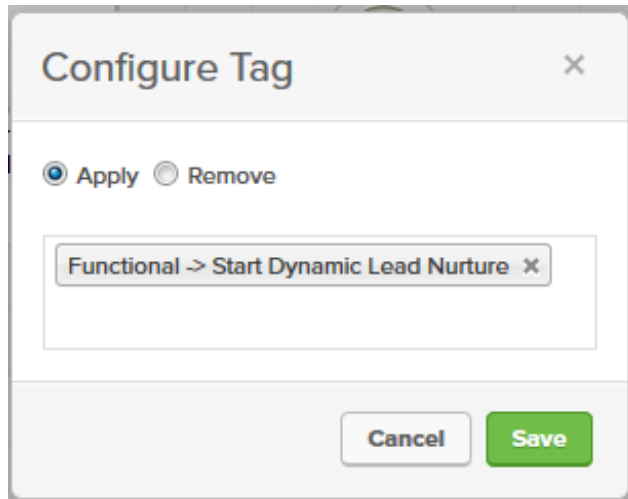 Configure Tag ×
Apply Remove
Functional -> Start Dynamic Lead Nurture ×
Cancel Save